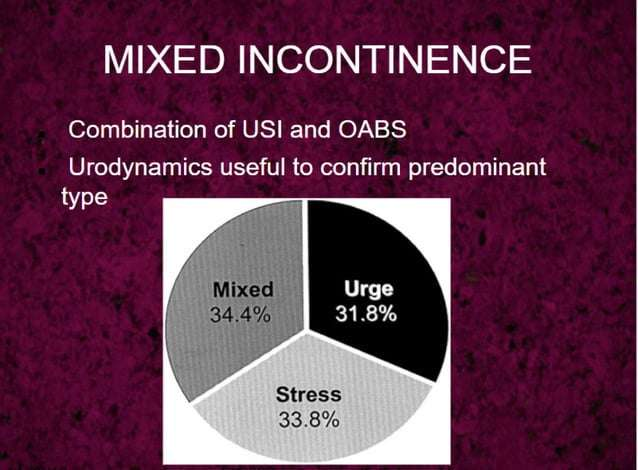 MIXED INCONTINENCE
Combination of USI and OABS
Urodynamics useful to confirm predominant
type
Mixed
34.4%
Urge
31.8%
Stress
33.8%